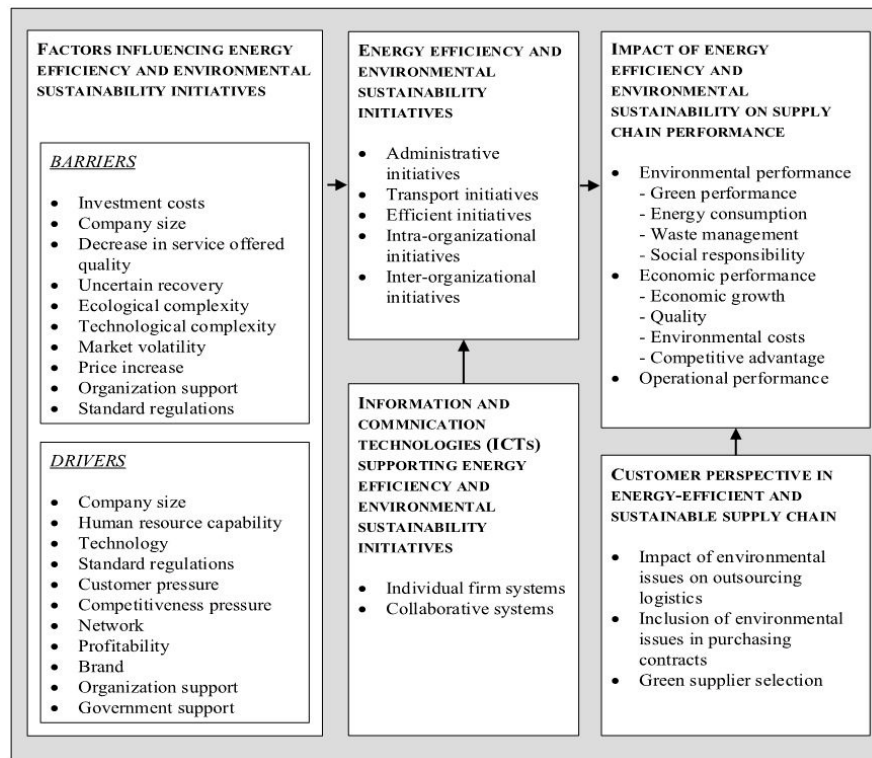 FACTORS INFLUENCING ENERGY
EFFICIENCY AND ENVIRONMENTAL
SUSTAINABILITY INITIATIVES
BARRIERS
• Investment costs
• Company size
• Decrease in service offered
quality
• Uncertain recovery
• Ecological complexity
• Technological complexity
• Market volatility
• Price increase
• Organization support
• Standard regulations
DRIVERS
• Company size
• Human resource capability
• Technology
• Standard regulations
• Customer pressure
• Competitiveness pressure
• Network
• Profitability
• Brand
• Organization support
• Government support
ENERGY EFFICIENCY AND
ENVIRONMENTAL
SUSTAINABILITY
INITIATIVES
• Administrative
initiatives
• Transport initiatives
• Efficient initiatives
• Intra-organizational
initiatives
• Inter-organizational
initiatives
INFORMATION AND
COMMNICATION
TECHNOLOGIES (ICTS)
SUPPORTING ENERGY
EFFICIENCY AND
ENVIRONMENTAL
SUSTAINABILITY
INITIATIVES
• Individual firm systems
• Collaborative systems
IMPACT OF ENERGY
EFFICIENCY AND
ENVIRONMENTAL
SUSTAINABILITY ON SUPPLY
CHAIN PERFORMANCE
• Environmental performance
- Green performance
- Energy consumption
- Waste management
- Social responsibility
• Economic performance
- Economic growth
- Quality
- Environmental costs
- Competitive advantage
• Operational performance
CUSTOMER PERSPECTIVE IN
ENERGY-EFFICIENT AND
SUSTAINABLE SUPPLY CHAIN
• Impact of environmental
issues on outsourcing
logistics
• Inclusion of environmental
issues in purchasing
contracts
• Green supplier selection